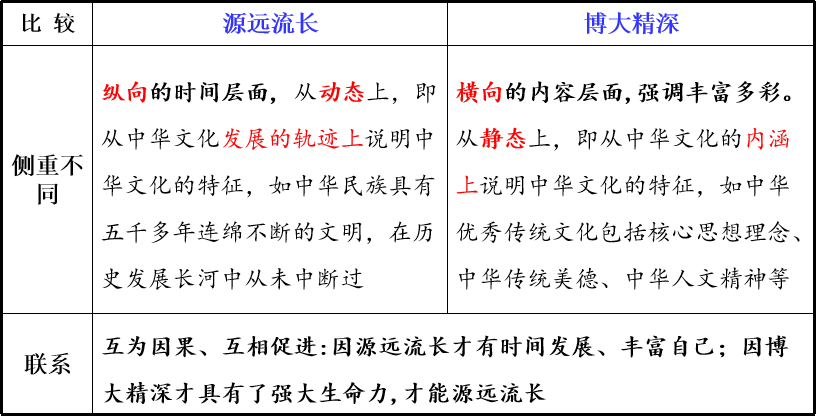 比 较
源远流长
博大精深
侧重不
同
纵向的时间层面，从动态上，即
从中华文化发展的轨迹上说明中
华文化的特征，如中华民族具有
五千多年连绵不断的文明，在历
史发展长河中从未中断过
横向的内容层面,强调丰富多彩。
从静态上，即从中华文化的内涵
上说明中华文化的特征，如中华
优秀传统文化包括核心思想理念、
中华传统美德、中华人文精神等
联系
互为因果、互相促进:因源远流长才有时间发展、丰富自己；因博
大精深才具有了强大生命力,才能源远流长